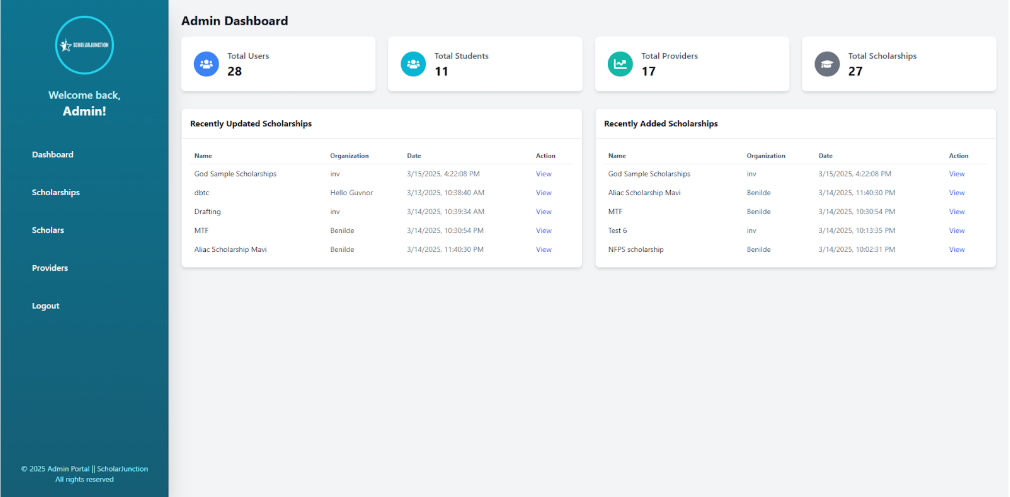 SCHOLARJUNCTION
Welcome back,
Admin!
Dashboard
Scholarships
Scholars
Providers
Logout
© 2025 Admin Portal || ScholarJunction
All rights reserved
Admin Dashboard
Total Users
28
Total Students
11
Total Providers
17
Total Scholarships
27
Recently Updated Scholarships
Name Organization Date Action
God Sample Scholarships inv 3/15/2025, 4:22:08 PM View
dbtc Hello Guvnor 3/13/2025, 10:38:40 AM View
Drafting inv 3/14/2025, 10:39:34 AM View
MTF Benilde 3/14/2025, 10:30:54 PM View
Aliac Scholarship Mavi Benilde 3/14/2025, 11:40:30 PM View
Recently Added Scholarships
Name Organization Date Action
God Sample Scholarships inv 3/15/2025, 4:22:08 PM View
Aliac Scholarship Mavi Benilde 3/14/2025, 11:40:30 PM View
MTF Benilde 3/14/2025, 10:30:54 PM View
Test 6 inv 3/14/2025, 10:13:35 PM View
NFPS scholarship Benilde 3/14/2025, 10:02:31 PM View